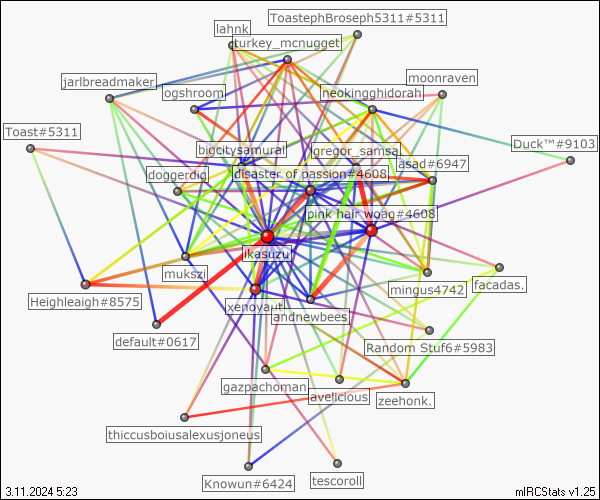 ToastephBroseph5311#5311
lahnk
turkey_mcnugget
moonraven
jarlbreadmaker
ogshroom
neokingghidorah
Toast#5311
Duck™#9103
bigcitysamurai
gregor_samsa
asad#6947
doggerdig
disaster of passion#4608
pink hair wqag#4608
ikasuzu
mukszi
mingus4742
facadas.
Heighleaigh#8575
xenoyaut
andnewbees
default#0617
Random Stuf6#5983
gazpachoman
avelicious
zeehonk.
thiccusboiusalexusjoneus
Knowun#6424
tescoroll
3.11.2024 5:23
mIRCStats v1.25